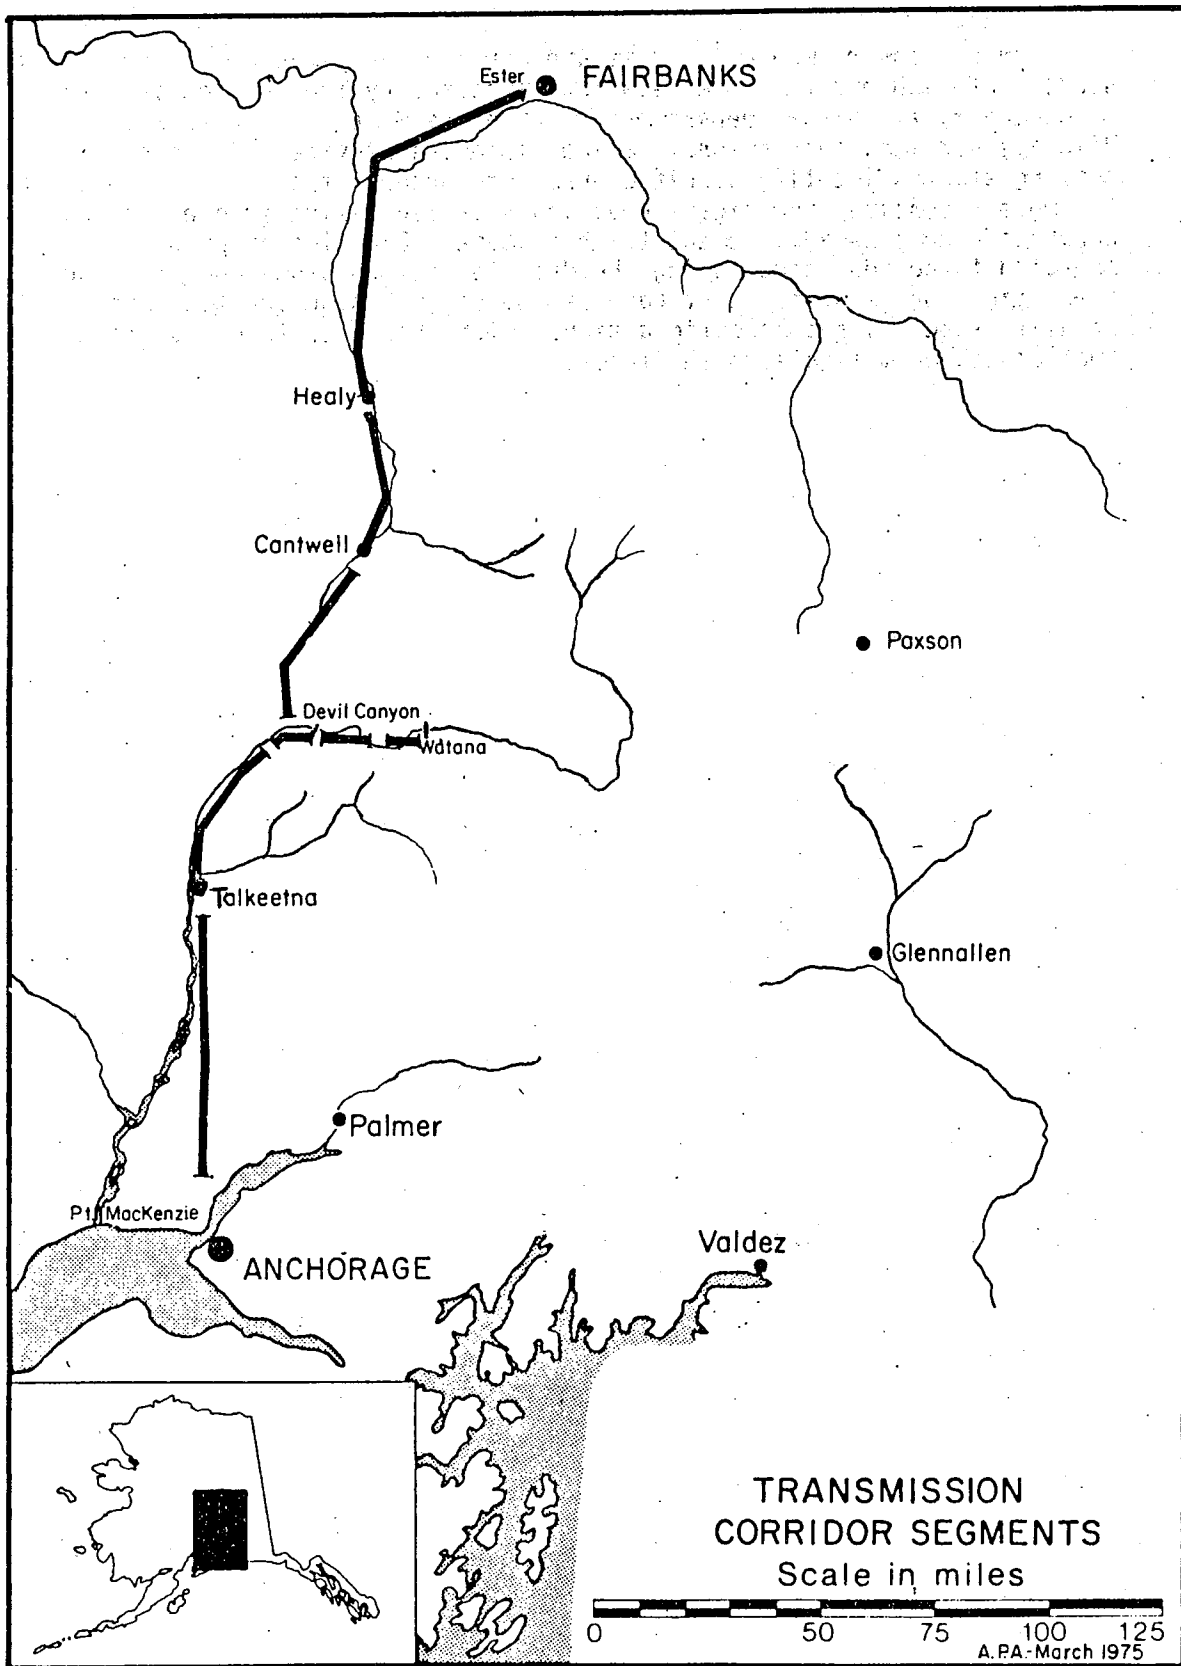 Ester
FAIRBANKS
Healy
Cantwell
Paxson
Devil Canyon
Watana
Talkeetna
Glennallen
Palmer
Pt. MacKenzie
ANCHORAGE
Valdez
TRANSMISSION
CORRIDOR SEGMENTS
Scale in miles
0 50 75 100 125
A.P.A.-March 1975